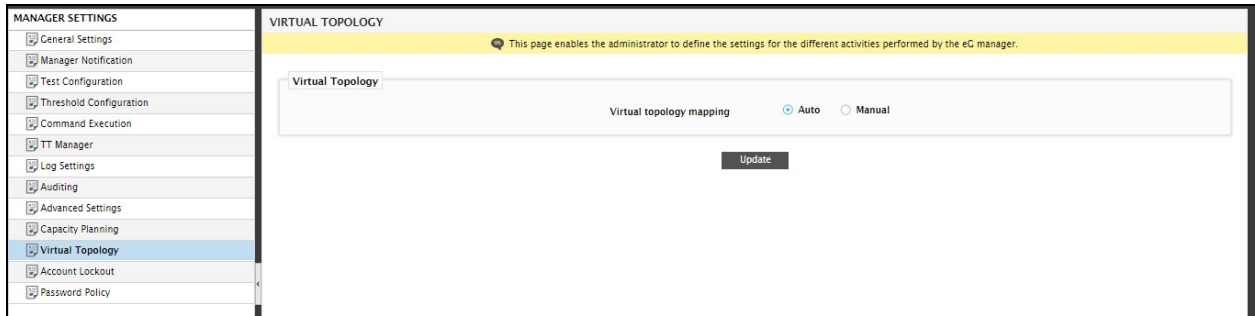 MANAGER SETTINGS
General Settings
Manager Notification
Test Configuration
Threshold Configuration
Command Execution
TT Manager
Log Settings
Auditing
Advanced Settings
Capacity Planning
Virtual Topology
Account Lockout
Password Policy
VIRTUAL TOPOLOGY
This page enables the administrator to define the settings for the different activities performed by the eG manager.
Virtual Topology
Virtual topology mapping Auto Manual
Update